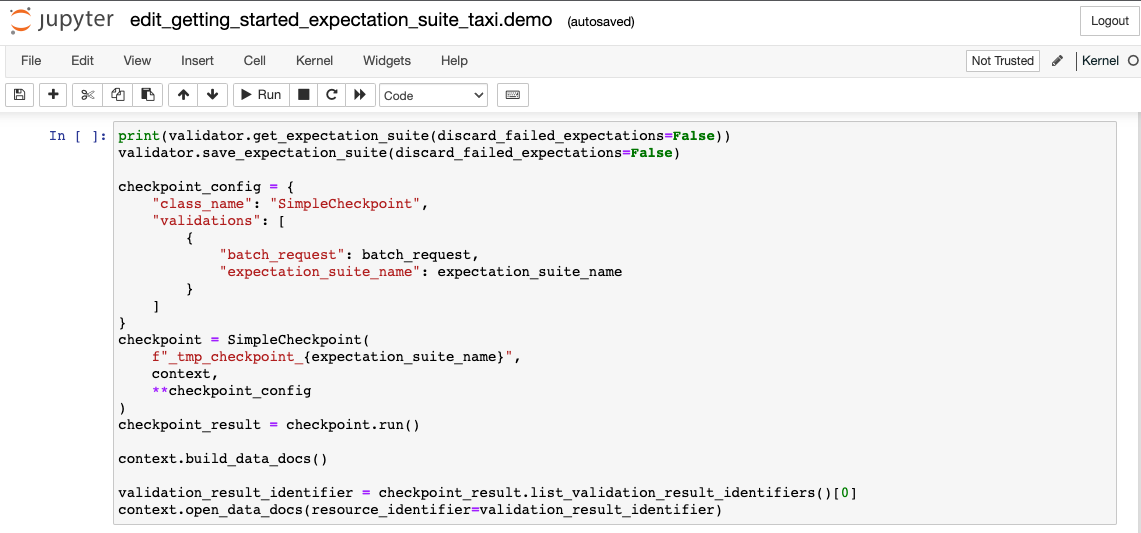 jupyter edit_getting_started_expectation_suite_taxi.demo (autosaved)
Logout
File Edit View Insert Cell Kernel Widgets Help
Not Trusted Kernel
Run Code
In [ ]: print(validator.get_expectation_suite(discard_failed_expectations=False))
validator.save_expectation_suite(discard_failed_expectations=False)

checkpoint_config = {
    "class_name": "SimpleCheckpoint",
    "validations": [
        {
            "batch_request": batch_request,
            "expectation_suite_name": expectation_suite_name
        }
    ]
}
checkpoint = SimpleCheckpoint(
    f"_tmp_checkpoint_{expectation_suite_name}",
    context,
    **checkpoint_config
)
checkpoint_result = checkpoint.run()

context.build_data_docs()

validation_result_identifier = checkpoint_result.list_validation_result_identifiers()[0]
context.open_data_docs(resource_identifier=validation_result_identifier)